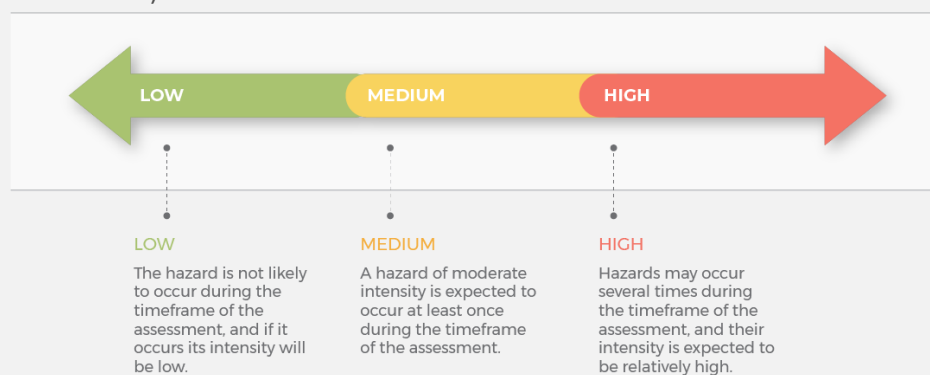 LOW
MEDIUM
HIGH
LOW
The hazard is not likely
to occur during the
timeframe of the
assessment, and if it
occurs its intensity will
be low.
MEDIUM
A hazard of moderate
intensity is expected to
occur at least once
during the timeframe
of the assessment.
HIGH
Hazards may occur
several times during
the timeframe of the
assessment, and their
intensity is expected to
be relatively high.